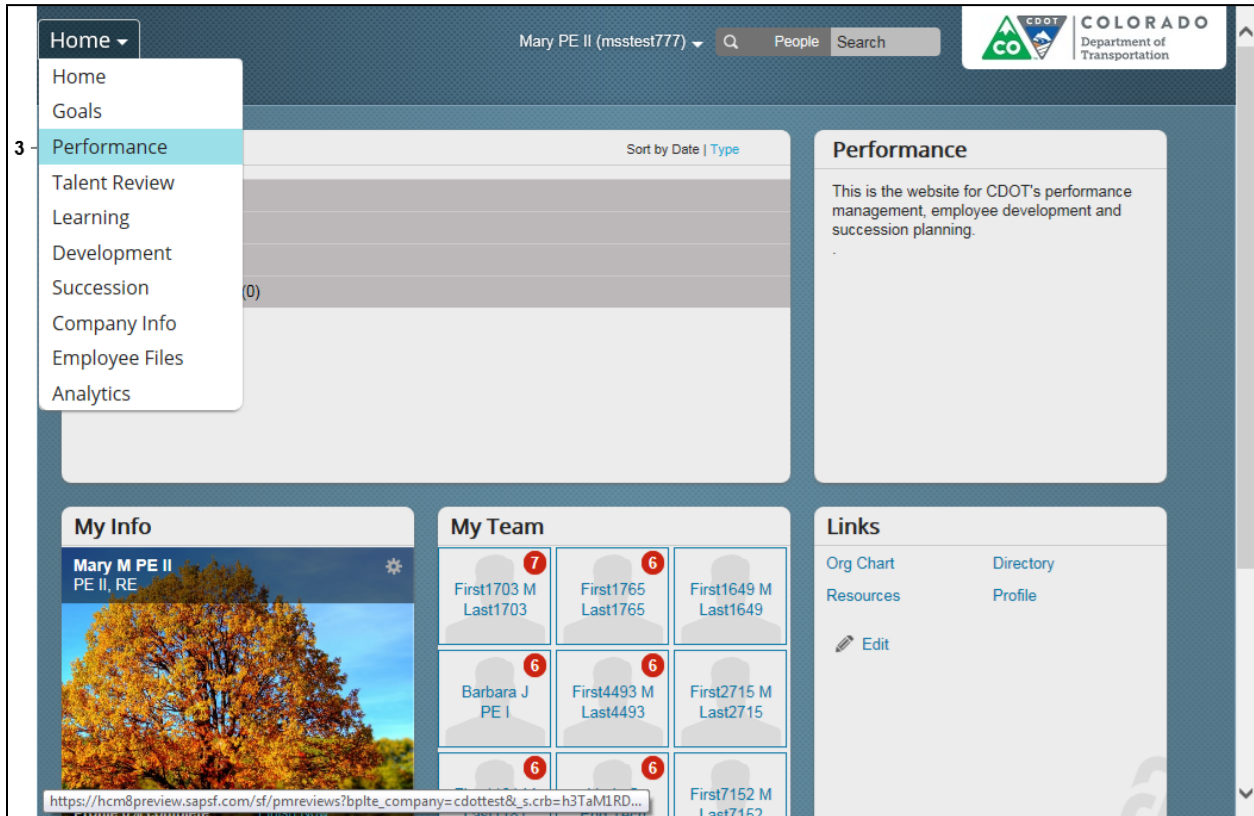 Home
Mary PE II (msstest777)
People
Search
CDOT
CO
COLORADO
Department of
Transportation
Home
Goals
3
Performance
Talent Review
Learning
Development
Succession
Company Info
Employee Files
Analytics
Sort by Date | Type
(0)
Performance
This is the website for CDOT's performance
management, employee development and
succession planning.
.
My Info
Mary M PE II
PE II, RE
My Team
7
First1703 M
Last1703
6
First1765
Last1765
First1649 M
Last1649
6
Barbara J
PE I
6
First4493 M
Last4493
First2715 M
Last2715
6
6
First7152 M
Last7152
Links
Org Chart
Directory
Resources
Profile
Edit
https://hcm8preview.sapsf.com/sf/pmreviews?bplte_company=cdottest&_s.crb=h3TaM1RD...